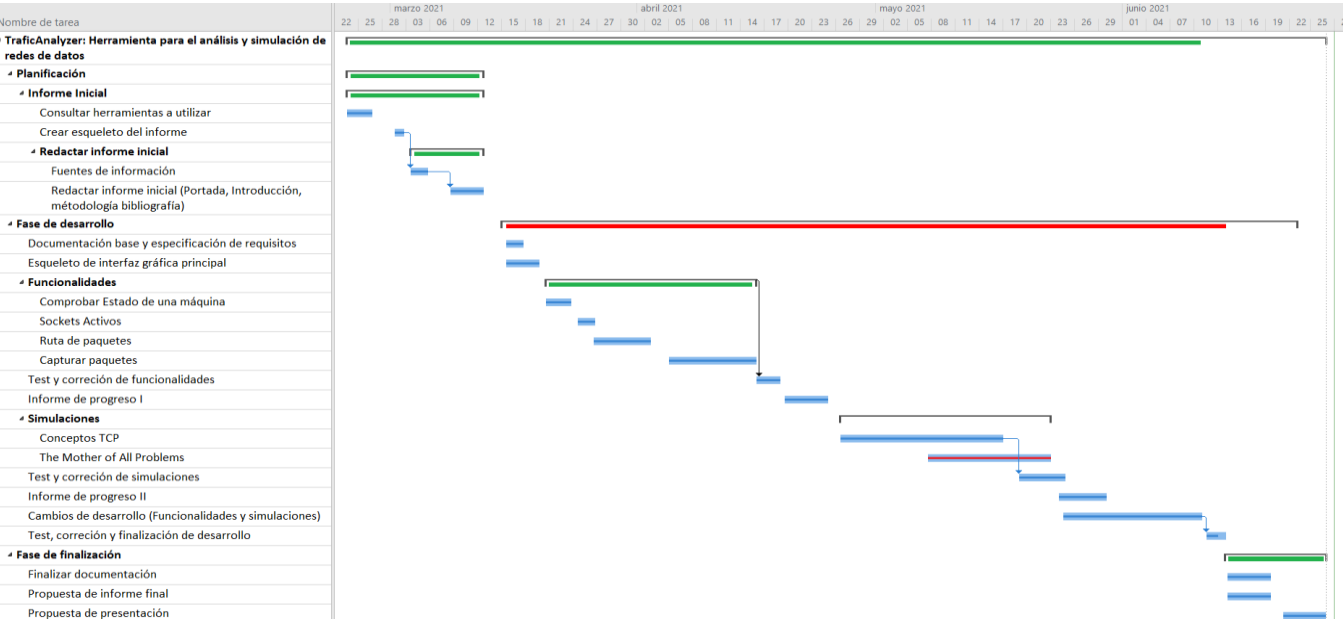 marzo 2021 abril 2021 mayo 2021 junio 2021
Nombre de tarea 22 25 28 03 06 09 12 15 18 21 24 27 30 02 05 08 11 14 17 20 23 26 29 02 05 08 11 14 17 20 23 26 29 01 04 07 10 13 16 19 22 25
TraficAnalyzer: Herramienta para el análisis y simulación de
redes de datos
Planificación
Informe Inicial
Consultar herramientas a utilizar
Crear esqueleto del informe
Redactar informe inicial
Fuentes de información
Redactar informe inicial (Portada, Introducción,
métodología bibliografía)
Fase de desarrollo
Documentación base y especificación de requisitos
Esqueleto de interfaz gráfica principal
Funcionalidades
Comprobar Estado de una máquina
Sockets Activos
Ruta de paquetes
Capturar paquetes
Test y correción de funcionalidades
Informe de progreso I
Simulaciones
Conceptos TCP
The Mother of All Problems
Test y correción de simulaciones
Informe de progreso II
Cambios de desarrollo (Funcionalidades y simulaciones)
Test, correción y finalización de desarrollo
Fase de finalización
Finalizar documentación
Propuesta de informe final
Propuesta de presentación